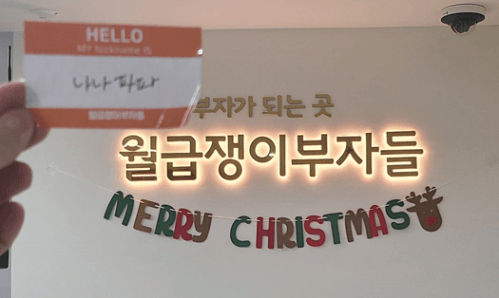 HELLO
MY Nickname IS
나나 파파
월급쟁이부자들
부자가 되는 곳
월급쟁이부자들
MERRY CHRISTMAS